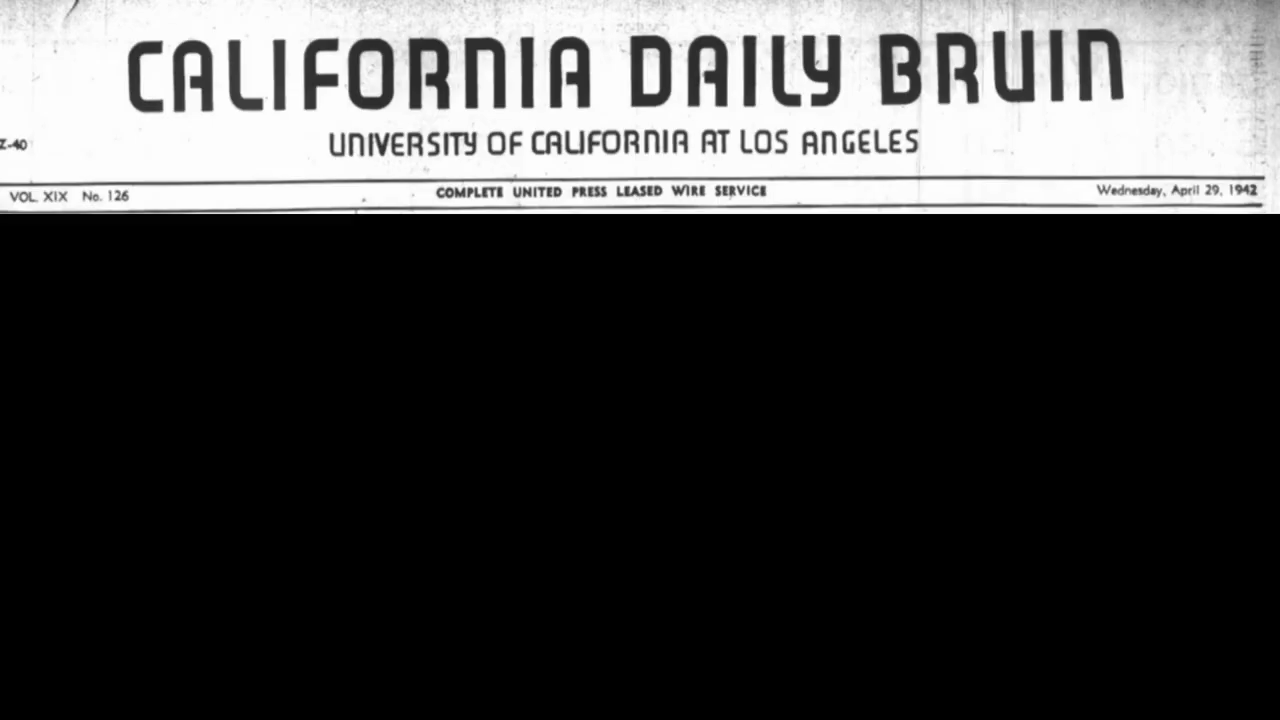 CALIFORNIA DAILY BRUIN
UNIVERSITY OF CALIFORNIA AT LOS ANGELES
Z-40
VOL. XIX No. 126 COMPLETE UNITED PRESS LEASED WIRE SERVICE Wednesday, April 29, 1942